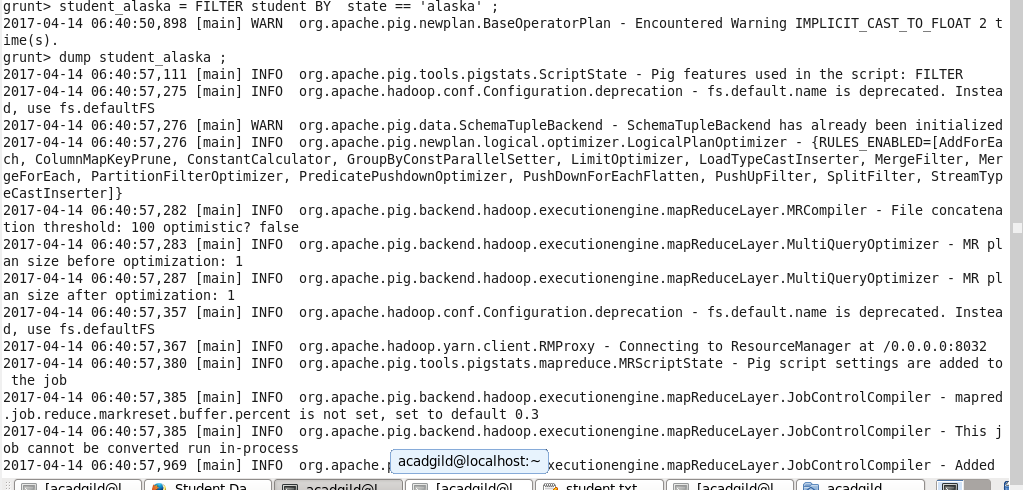 grunt> student_alaska = FILTER student BY  state == 'alaska' ;
2017-04-14 06:40:50,898 [main] WARN  org.apache.pig.newplan.BaseOperatorPlan - Encountered Warning IMPLICIT_CAST_TO_FLOAT 2 t
ime(s).
grunt> dump student_alaska ;
2017-04-14 06:40:57,111 [main] INFO  org.apache.pig.tools.pigstats.ScriptState - Pig features used in the script: FILTER
2017-04-14 06:40:57,275 [main] INFO  org.apache.hadoop.conf.Configuration.deprecation - fs.default.name is deprecated. Instea
d, use fs.defaultFS
2017-04-14 06:40:57,276 [main] WARN  org.apache.pig.data.SchemaTupleBackend - SchemaTupleBackend has already been initialized
2017-04-14 06:40:57,276 [main] INFO  org.apache.pig.newplan.logical.optimizer.LogicalPlanOptimizer - {RULES_ENABLED=[AddForEa
ch, ColumnMapKeyPrune, ConstantCalculator, GroupByConstParallelSetter, LimitOptimizer, LoadTypeCastInserter, MergeFilter, Mer
geForEach, PartitionFilterOptimizer, PredicatePushdownOptimizer, PushDownForEachFlatten, PushUpFilter, SplitFilter, StreamTyp
eCastInserter]}
2017-04-14 06:40:57,282 [main] INFO  org.apache.pig.backend.hadoop.executionengine.mapReduceLayer.MRCompiler - File concatena
tion threshold: 100 optimistic? false
2017-04-14 06:40:57,283 [main] INFO  org.apache.pig.backend.hadoop.executionengine.mapReduceLayer.MultiQueryOptimizer - MR pl
an size before optimization: 1
2017-04-14 06:40:57,287 [main] INFO  org.apache.pig.backend.hadoop.executionengine.mapReduceLayer.MultiQueryOptimizer - MR pl
an size after optimization: 1
2017-04-14 06:40:57,357 [main] INFO  org.apache.hadoop.conf.Configuration.deprecation - fs.default.name is deprecated. Instea
d, use fs.defaultFS
2017-04-14 06:40:57,367 [main] INFO  org.apache.hadoop.yarn.client.RMProxy - Connecting to ResourceManager at /0.0.0.0:8032
2017-04-14 06:40:57,380 [main] INFO  org.apache.pig.tools.pigstats.mapreduce.MRScriptState - Pig script settings are added to
 the job
2017-04-14 06:40:57,385 [main] INFO  org.apache.pig.backend.hadoop.executionengine.mapReduceLayer.JobControlCompiler - mapred
.job.reduce.markreset.buffer.percent is not set, set to default 0.3
2017-04-14 06:40:57,385 [main] INFO  org.apache.pig.backend.hadoop.executionengine.mapReduceLayer.JobControlCompiler - This j
ob cannot be converted run in-process
2017-04-14 06:40:57,969 [main] INFO  org.apache.p xecutionengine.mapReduceLayer.JobControlCompiler - Added
acadgild@localhost:~
[acadgild@l... Student Da... acadgild@l... [acadgild@l... student.txt [acadgild@l... acadgild